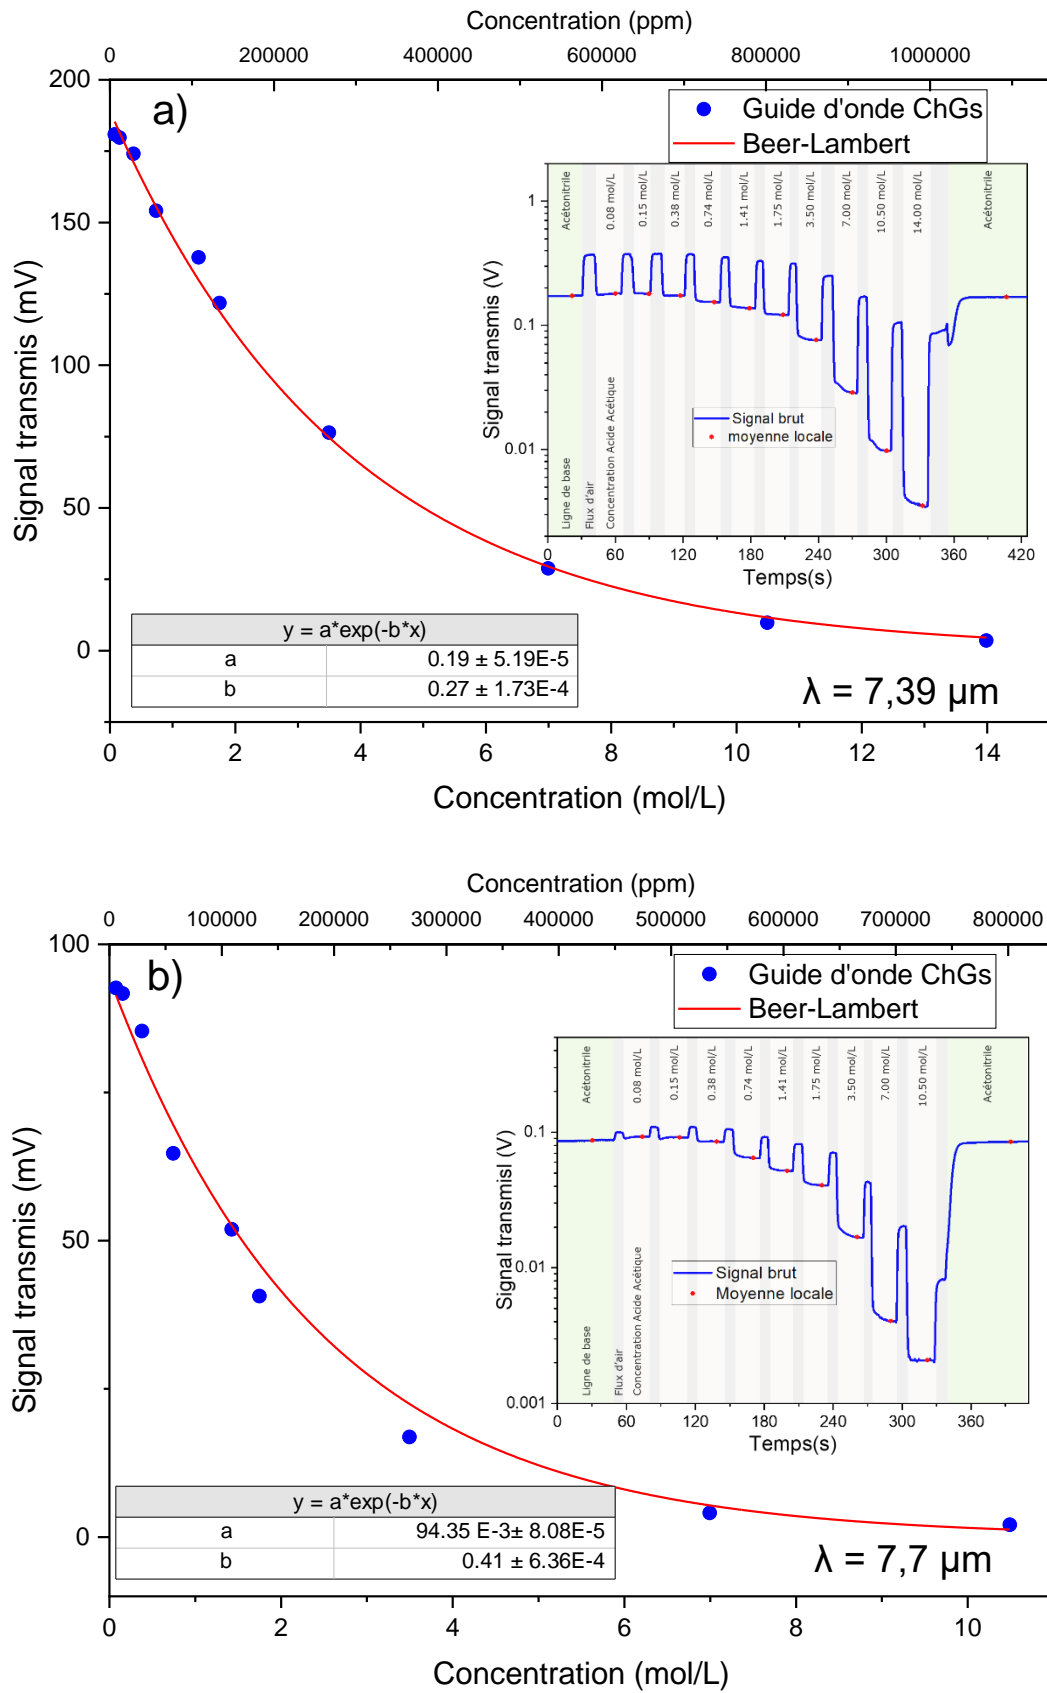 Concentration (ppm)
0 200000 400000 600000 800000 1000000
200
150
100
50
0
Signal transmis (mV)
a)
Guide d'onde ChGs
Beer-Lambert
1
0.1
0.01
Signal transmis (V)
Acétonitrile
0.08 mol/L
0.15 mol/L
0.38 mol/L
0.74 mol/L
1.41 mol/L
1.75 mol/L
3.50 mol/L
7.00 mol/L
10.50 mol/L
14.00 mol/L
Acétonitrile
Ligne de base
Flux d'air
Concentration Acide Acétique
Signal brut
moyenne locale
0 60 120 180 240 300 360 420
Temps(s)
y = a*exp(-b*x)
a 0.19 ± 5.19E-5
b 0.27 ± 1.73E-4
λ = 7,39 µm
0 2 4 6 8 10 12 14
Concentration (mol/L)
Concentration (ppm)
0 100000 200000 300000 400000 500000 600000 700000 800000
100
50
0
Signal transmis (mV)
b)
Guide d'onde ChGs
Beer-Lambert
0.1
0.01
0.001
Signal transmisl (V)
Acétonitrile
0.08 mol/L
0.15 mol/L
0.38 mol/L
0.74 mol/L
1.41 mol/L
1.75 mol/L
3.50 mol/L
7.00 mol/L
10.50 mol/L
Acétonitrile
Ligne de base
Flux d'air
Concentration Acide Acétique
Signal brut
Moyenne locale
0 60 120 180 240 300 360
Temps(s)
y = a*exp(-b*x)
a 94.35 E-3± 8.08E-5
b 0.41 ± 6.36E-4
λ = 7,7 µm
0 2 4 6 8 10
Concentration (mol/L)